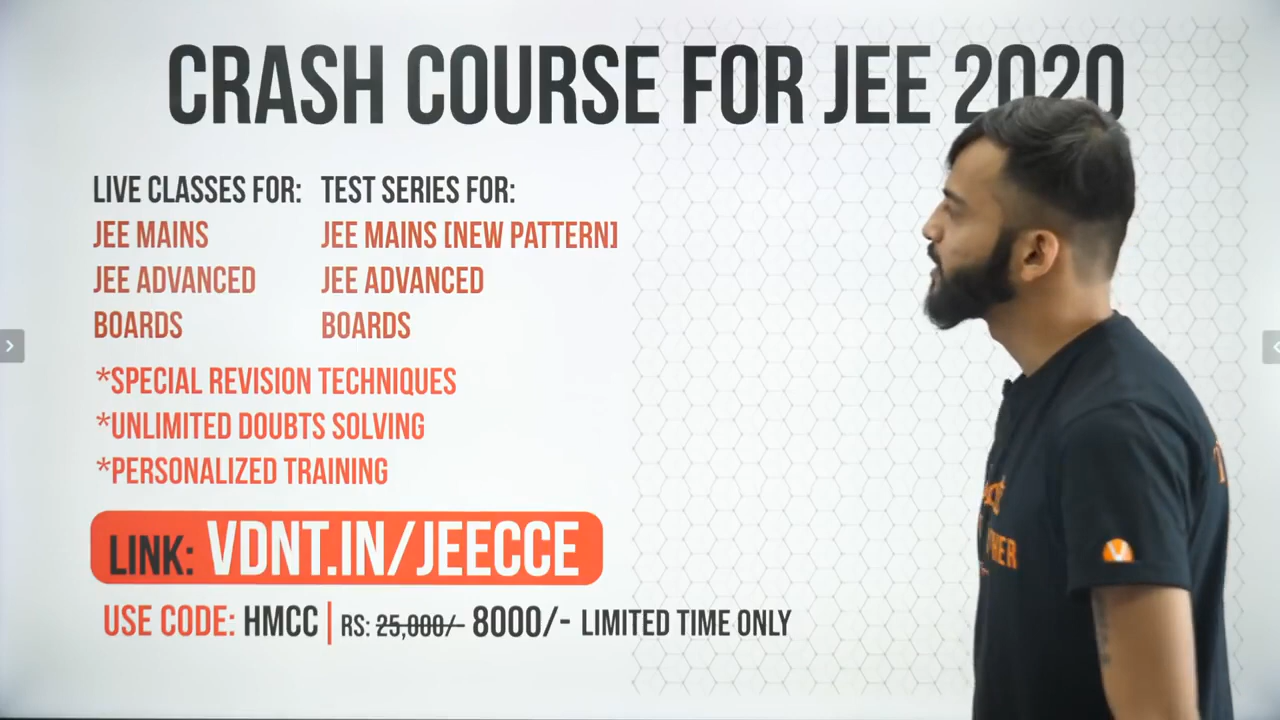 CRASH COURSE FOR JEE 2020
LIVE CLASSES FOR:
JEE MAINS
JEE ADVANCED
BOARDS
TEST SERIES FOR:
JEE MAINS [NEW PATTERN]
JEE ADVANCED
BOARDS
*SPECIAL REVISION TECHNIQUES
*UNLIMITED DOUBTS SOLVING
*PERSONALIZED TRAINING
LINK: VDNT.IN/JEECCE
USE CODE: HMCC | RS: 25,000/- 8000/- LIMITED TIME ONLY